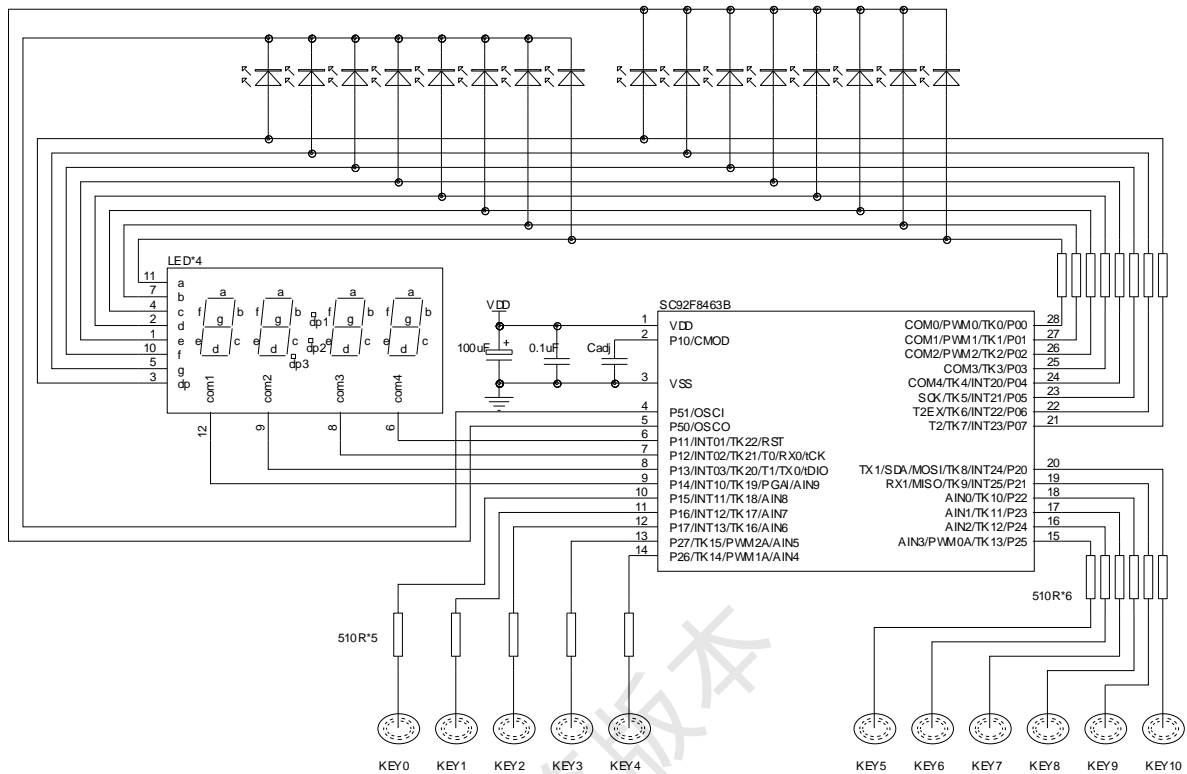 LED*4
11 a
7 b
4 c
2 d
1 e
10 f
5 g
3 dp
a a a a
f b f b f b f b
g g g g
e c e c e c e c
d d d d
dp1
dp2
dp3
com1 com2 com3 com4
12 9 8 6
VDD
100uF + 0.1uF Cadj
SC92F8463B
1 VDD
2 P10/CMOD
3 VSS
4 P51/OSCI
5 P50/OSCO
6 P11/INT01/TK22/RST
7 P12/INT02/TK21/T0/RX0/tCK
8 P13/INT03/TK20/T1/TX0/tDIO
9 P14/INT10/TK19/PGAI/AIN9
10 P15/INT11/TK18/AIN8
11 P16/INT12/TK17/AIN7
12 P17/INT13/TK16/AIN6
13 P27/TK15/PWM2A/AIN5
14 P26/TK14/PWM1A/AIN4
COM0/PWM0/TK0/P00 28
COM1/PWM1/TK1/P01 27
COM2/PWM2/TK2/P02 26
COM3/TK3/P03 25
COM4/TK4/INT20/P04 24
SCK/TK5/INT21/P05 23
T2EX/TK6/INT22/P06 22
T2/TK7/INT23/P07 21
TX1/SDA/MOSI/TK8/INT24/P20 20
RX1/MISO/TK9/INT25/P21 19
AIN0/TK10/P22 18
AIN1/TK11/P23 17
AIN2/TK12/P24 16
AIN3/PWM0A/TK13/P25 15
510R*5
510R*6
KEY0 KEY1 KEY2 KEY3 KEY4 KEY5 KEY6 KEY7 KEY8 KEY9 KEY10
版本